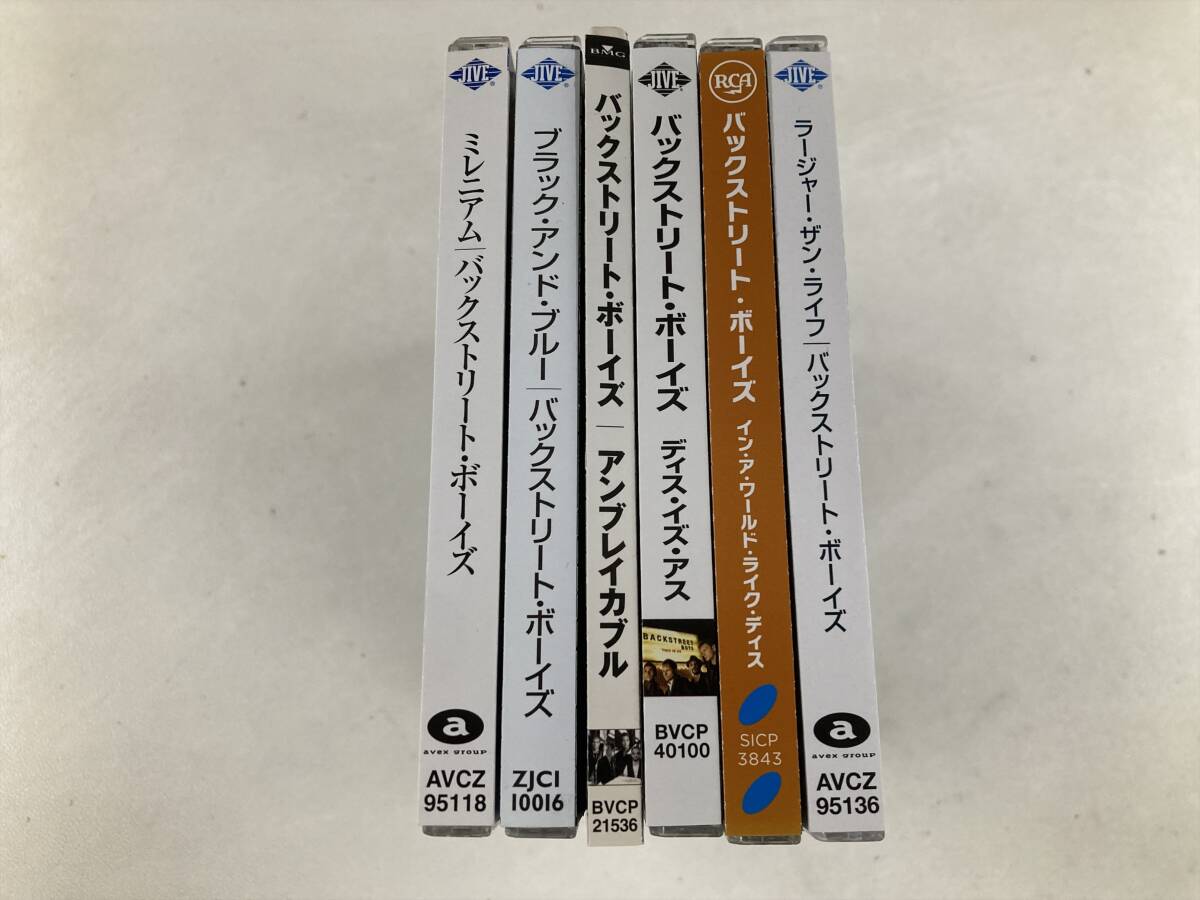 JIVE
ミレニアム|バックストリート・ボーイズ
a
avex group
AVCZ
95118
JIVE
ブラック・アンド・ブルー|バックストリート・ボーイズ
ZJCI
10016
BMG
バックストリート・ボーイズ|アンブレイカブル
BVCP
21536
JIVE
バックストリート・ボーイズ ディス・イズ・アス
BACKSTREET
BOYS
THIS IS US
BVCP
40100
RCA
バックストリート・ボーイズ イン・ア・ワールド・ライク・ディス
SICP
3843
JIVE
ラージャー・ザン・ライフ|バックストリート・ボーイズ
a
avex group
AVCZ
95136